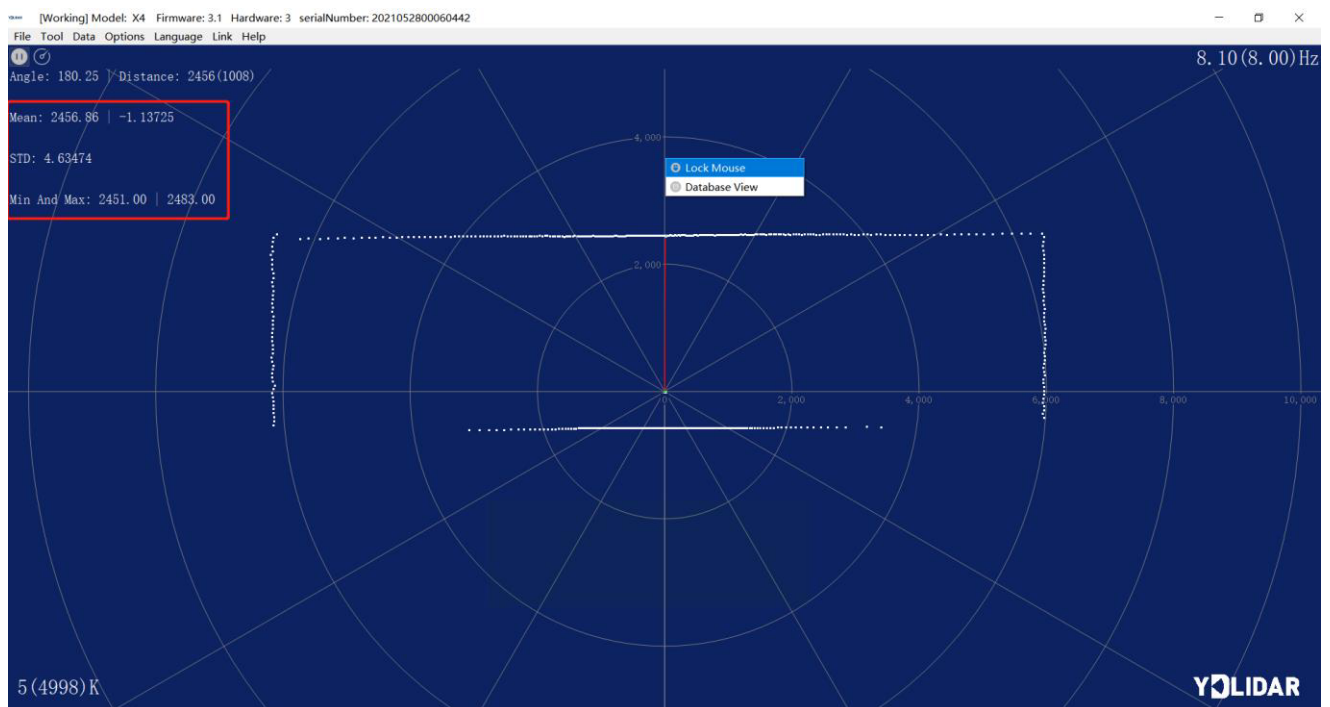 [Working] Model: X4 Firmware: 3.1 Hardware: 3 serialNumber: 2021052800060442
File Tool Data Options Language Link Help
8.10(8.00)Hz
Angle: 180.25 | Distance: 2456(1008)
Mean: 2456.86 | -1.13725
STD: 4.63474
Min And Max: 2451.00 | 2483.00
4,000
Lock Mouse
Database View
2,000
0 2,000 4,000 6,000 8,000 10,000
5(4998)K
YDLIDAR